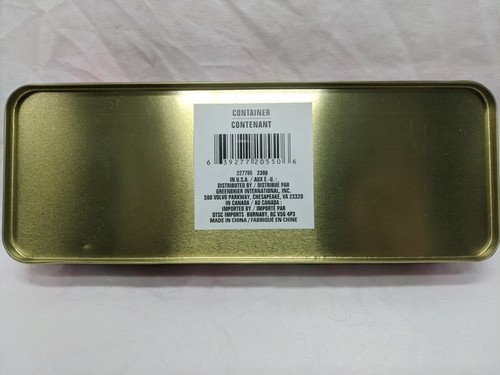 CONTAINER
CONTENANT
6 39277 20550 6
227795 2306
IN U.S.A. / AUX É.-U. :
DISTRIBUTED BY / DISTRIBUÉ PAR
GREENBRIER INTERNATIONAL, INC.
500 VOLVO PARKWAY, CHESAPEAKE, VA 23320
IN CANADA / AU CANADA :
IMPORTED BY / IMPORTÉ PAR
DTSC IMPORTS BURNABY, BC V5G 4P3
MADE IN CHINA / FABRIQUÉ EN CHINE